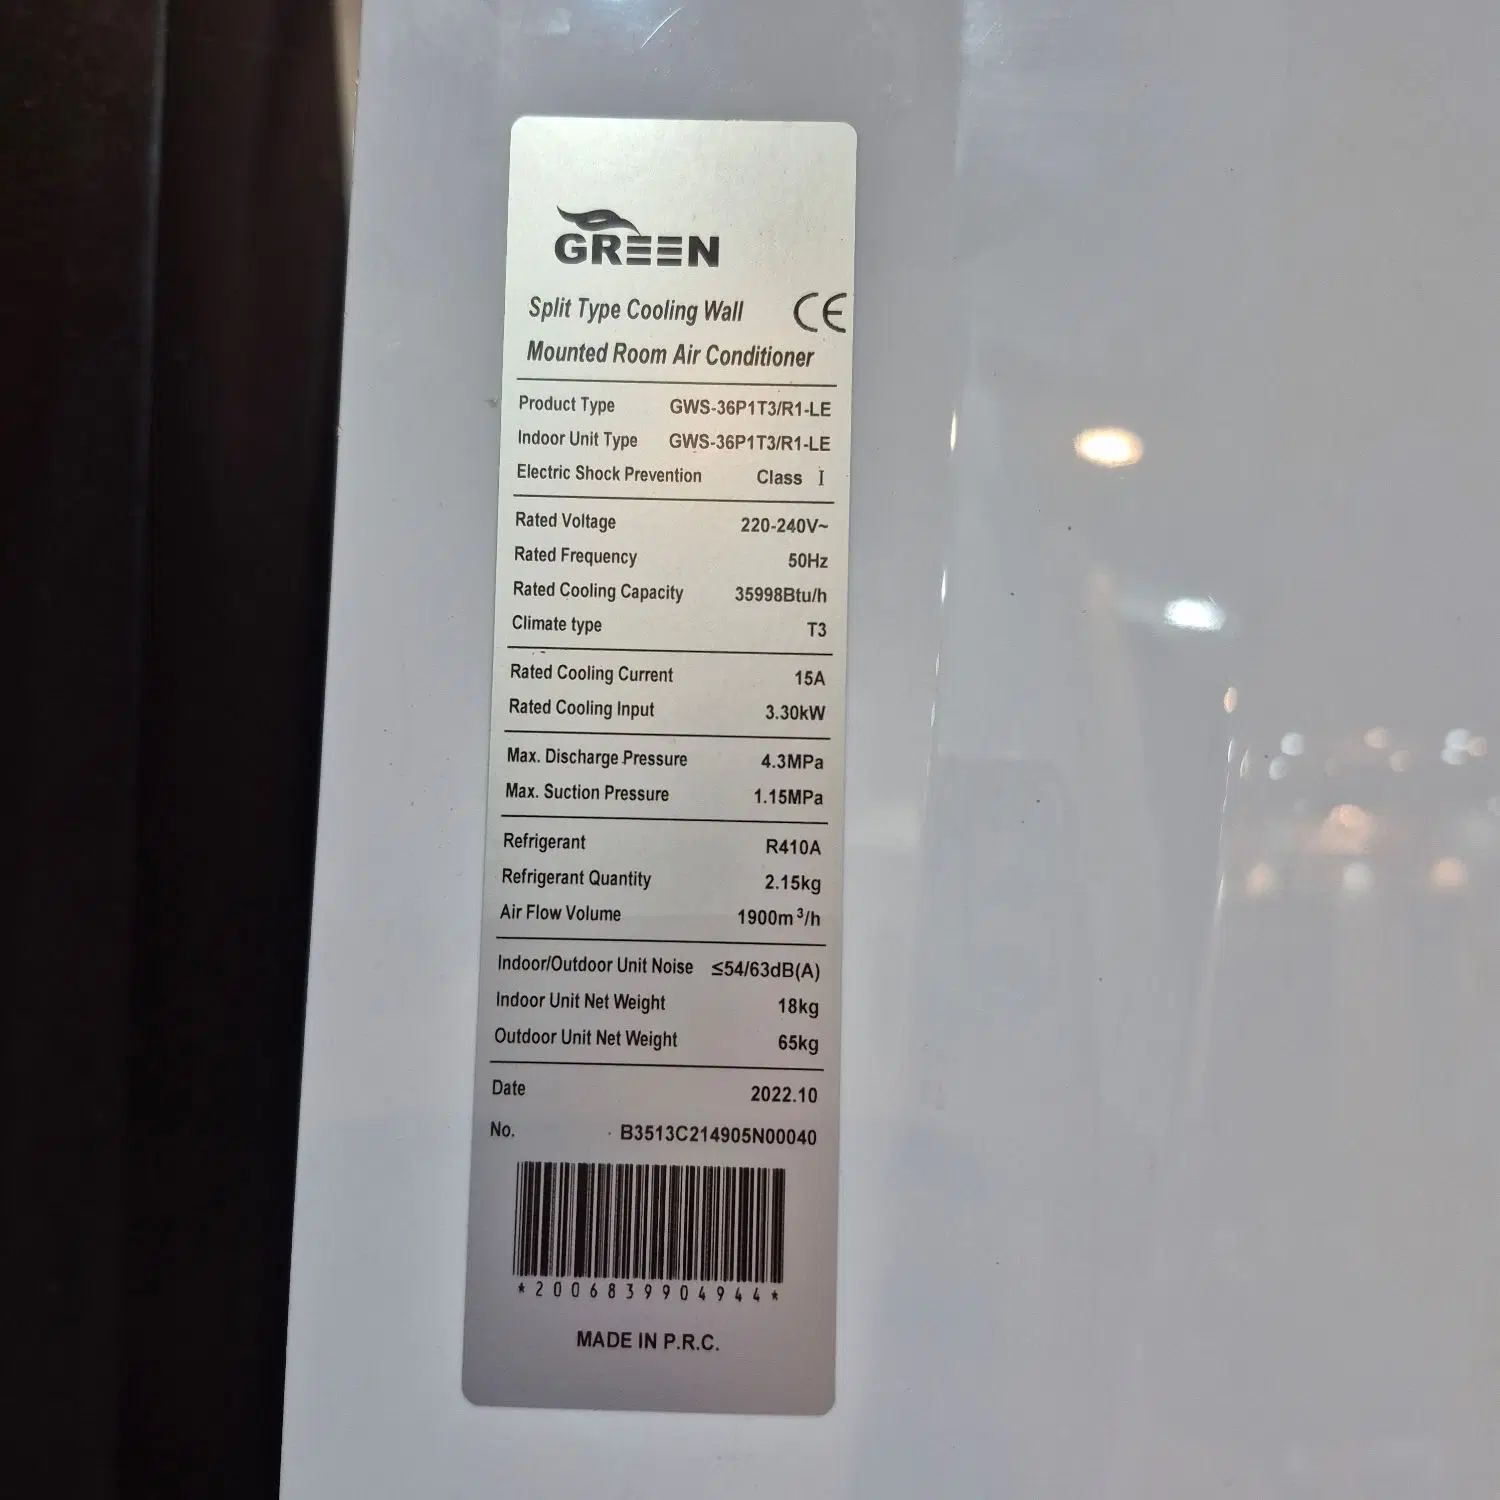 GREEN
Split Type Cooling Wall CE
Mounted Room Air Conditioner
Product Type GWS-36P1T3/R1-LE
Indoor Unit Type GWS-36P1T3/R1-LE
Electric Shock Prevention Class I
Rated Voltage 220-240V~
Rated Frequency 50Hz
Rated Cooling Capacity 35998Btu/h
Climate type T3
Rated Cooling Current 15A
Rated Cooling Input 3.30kW
Max. Discharge Pressure 4.3MPa
Max. Suction Pressure 1.15MPa
Refrigerant R410A
Refrigerant Quantity 2.15kg
Air Flow Volume 1900m³/h
Indoor/Outdoor Unit Noise ≤54/63dB(A)
Indoor Unit Net Weight 18kg
Outdoor Unit Net Weight 65kg
Date 2022.10
No. B3513C214905N00040
*2006839904944*
MADE IN P.R.C.